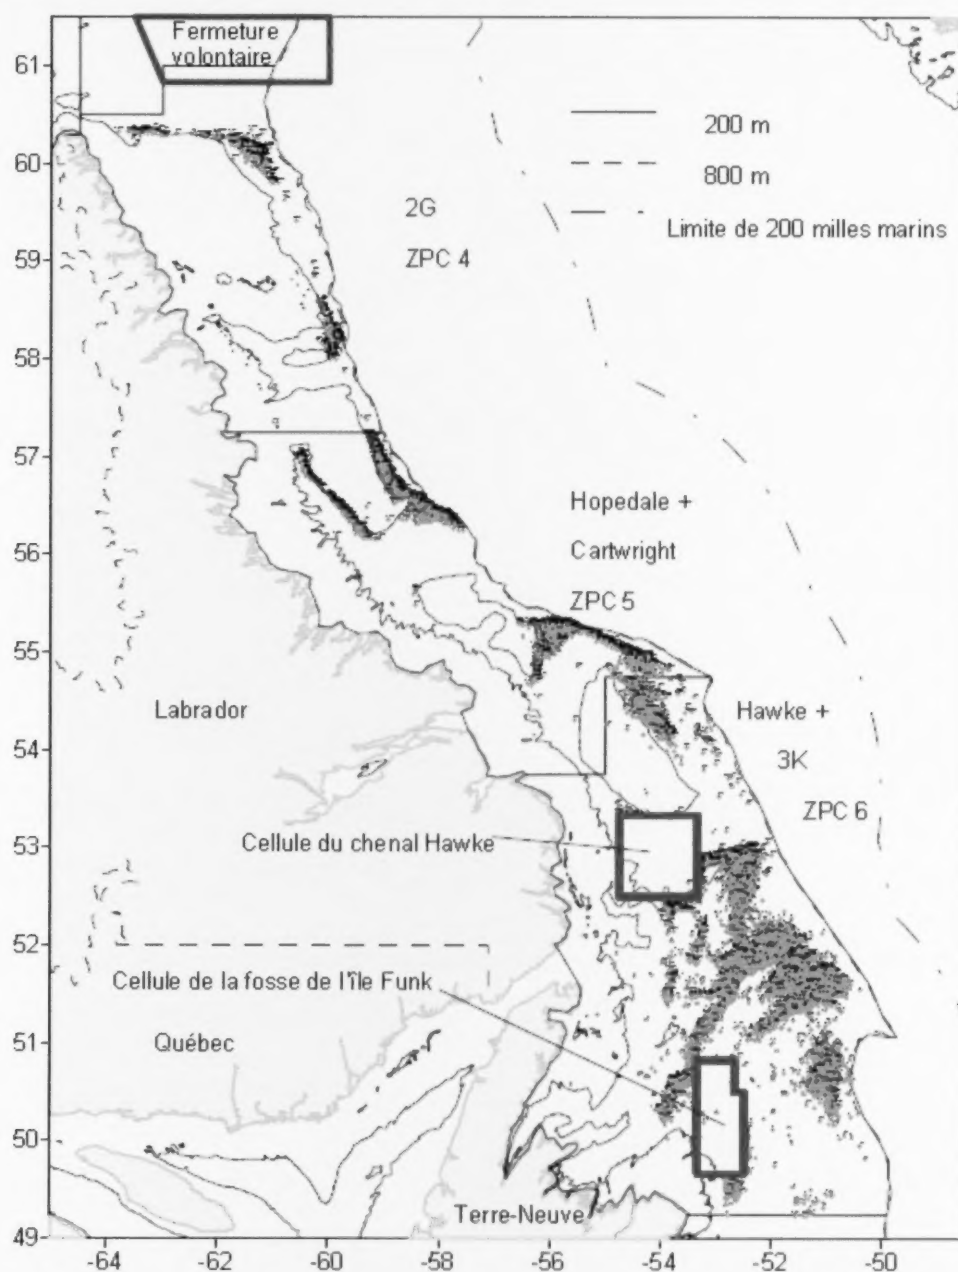 Fermeture
volontaire
61
60
59
58
57
56
55
54
53
52
51
50
49
200 m
800 m
Limite de 200 milles marins
2G
ZPC 4
Hopedale +
Cartwright
ZPC 5
Labrador
Hawke +
3K
ZPC 6
Cellule du chenal Hawke
Cellule de la fosse de l'île Funk
Québec
Terre-Neuve
-64
-62
-60
-58
-56
-54
-52
-50